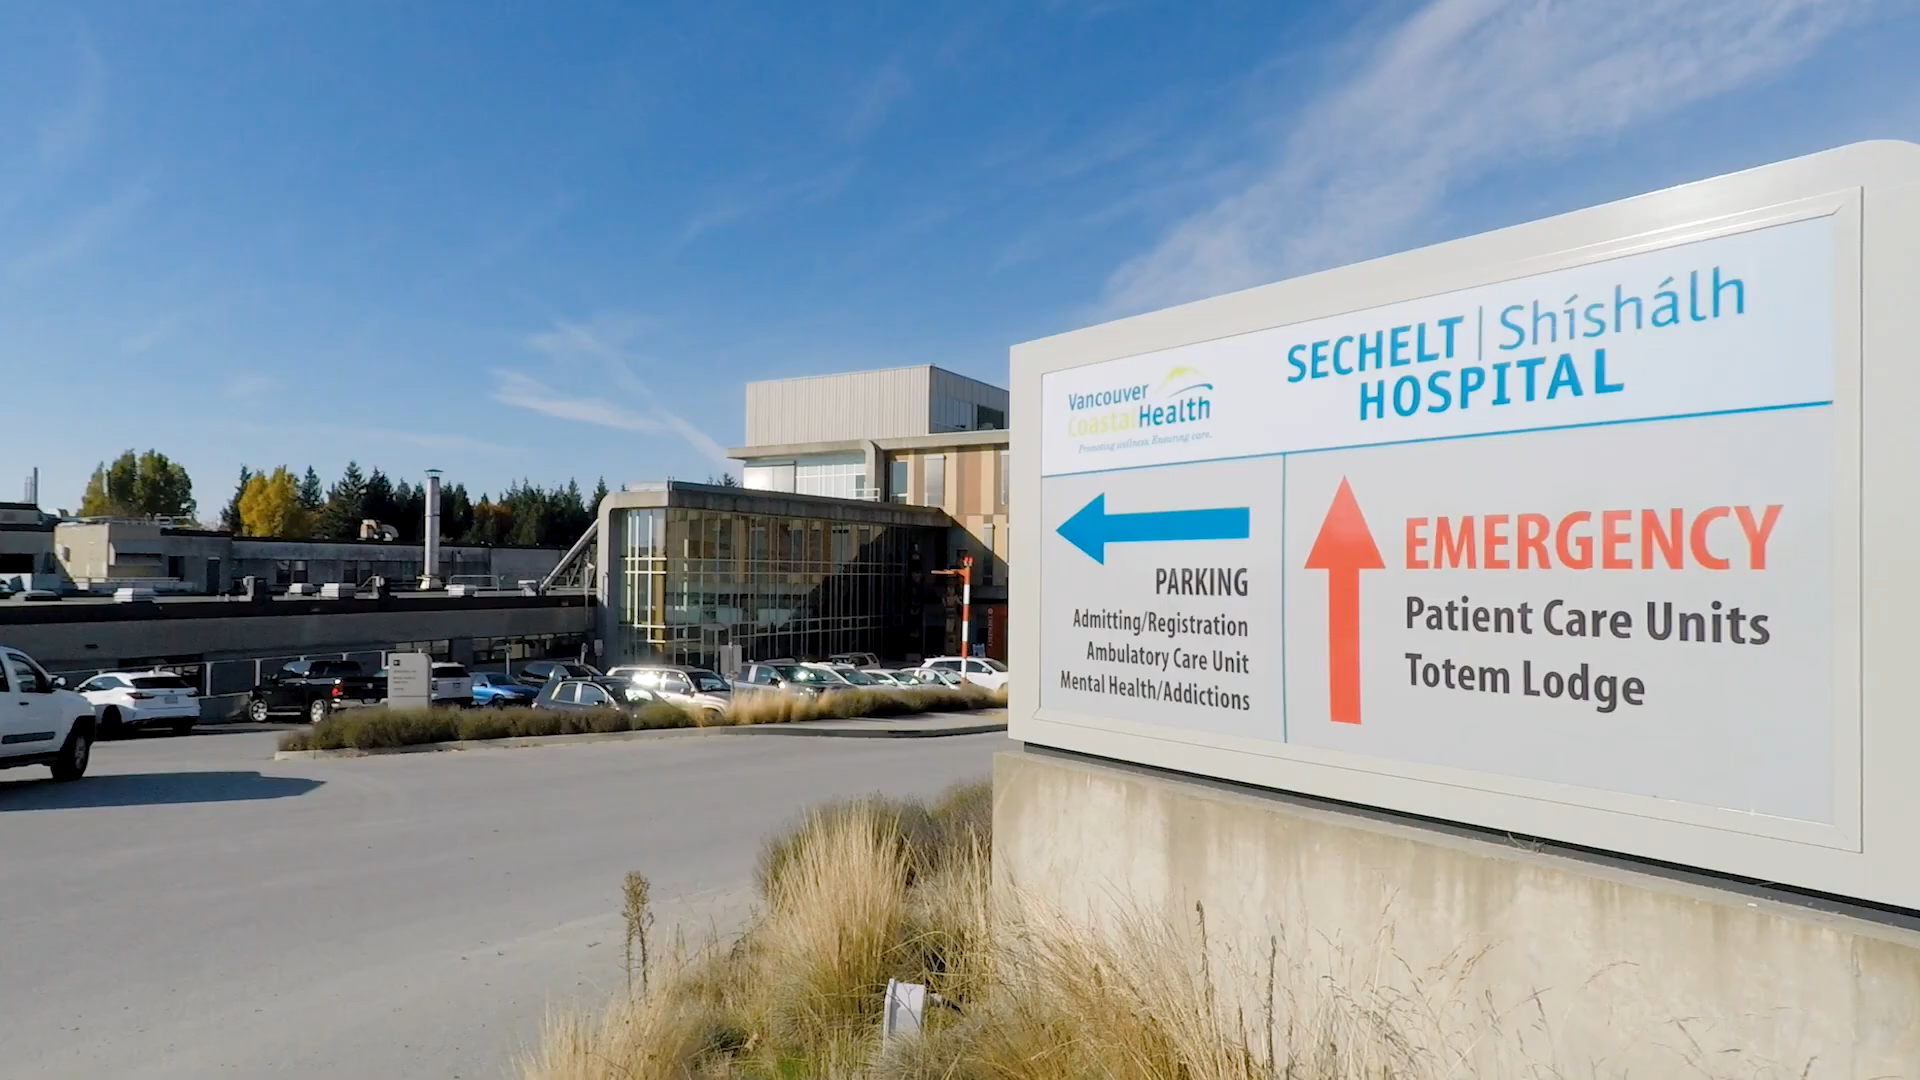 Vancouver
CoastalHealth
Promoting wellness. Ensuring care.
SECHELT | Shíshálh
HOSPITAL
PARKING
Admitting/Registration
Ambulatory Care Unit
Mental Health/Addictions
EMERGENCY
Patient Care Units
Totem Lodge